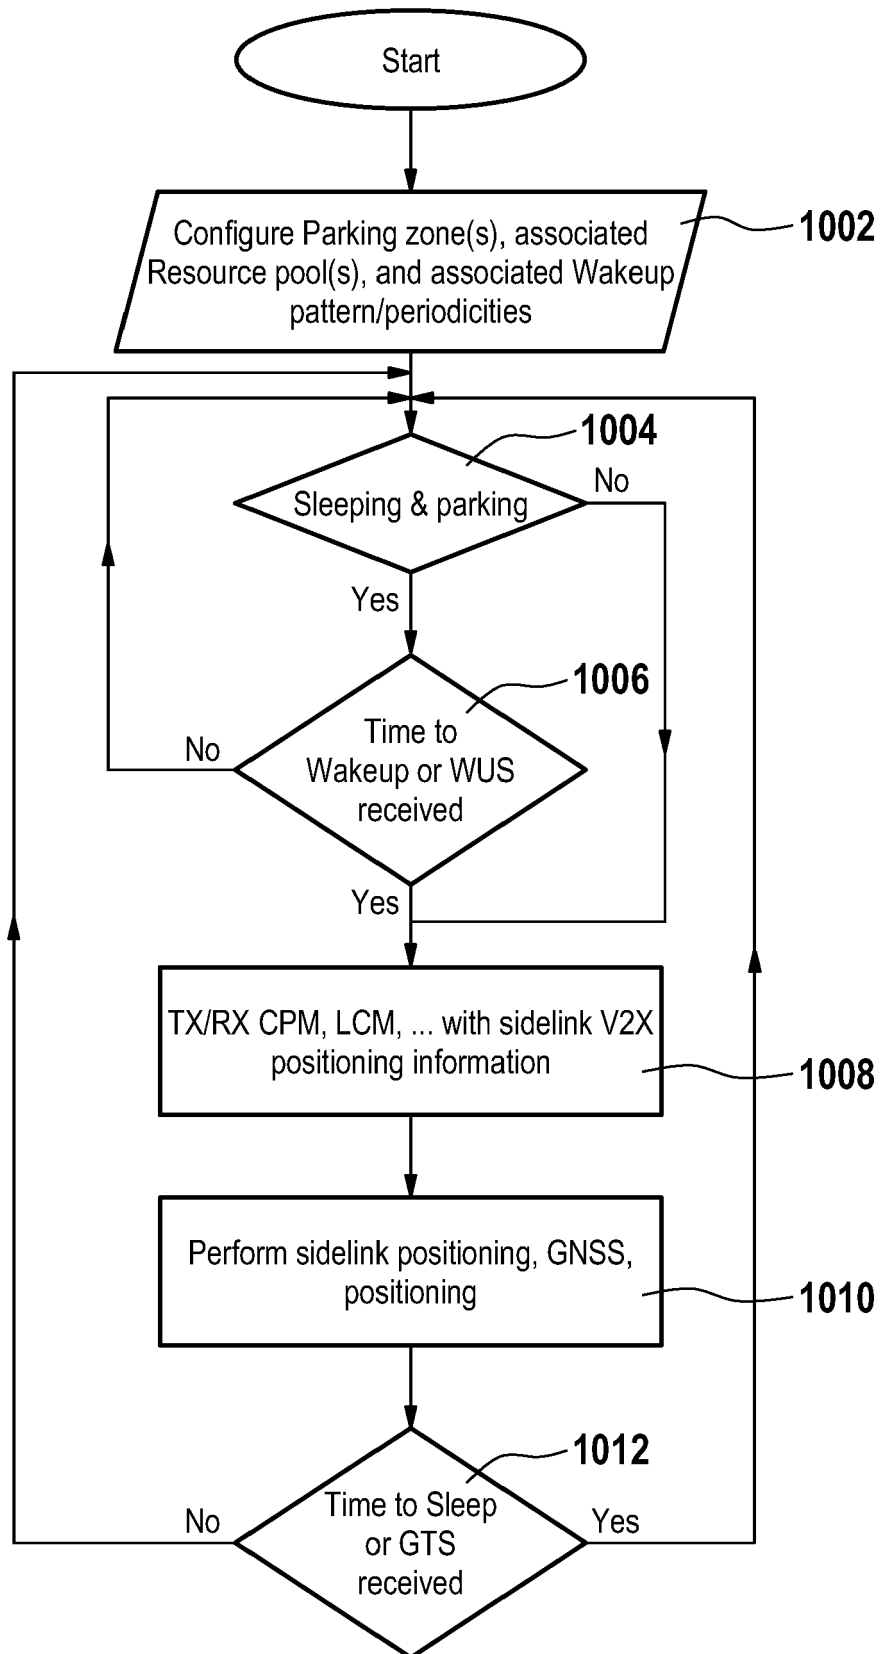 Start
Configure Parking zone(s), associated
Resource pool(s), and associated Wakeup
pattern/periodicities
1002
1004
Sleeping & parking
No
Yes
1006
Time to
Wakeup or WUS
received
No
Yes
TX/RX CPM, LCM, ... with sidelink V2X
positioning information
1008
Perform sidelink positioning, GNSS,
positioning
1010
1012
Time to Sleep
or GTS
received
No
Yes